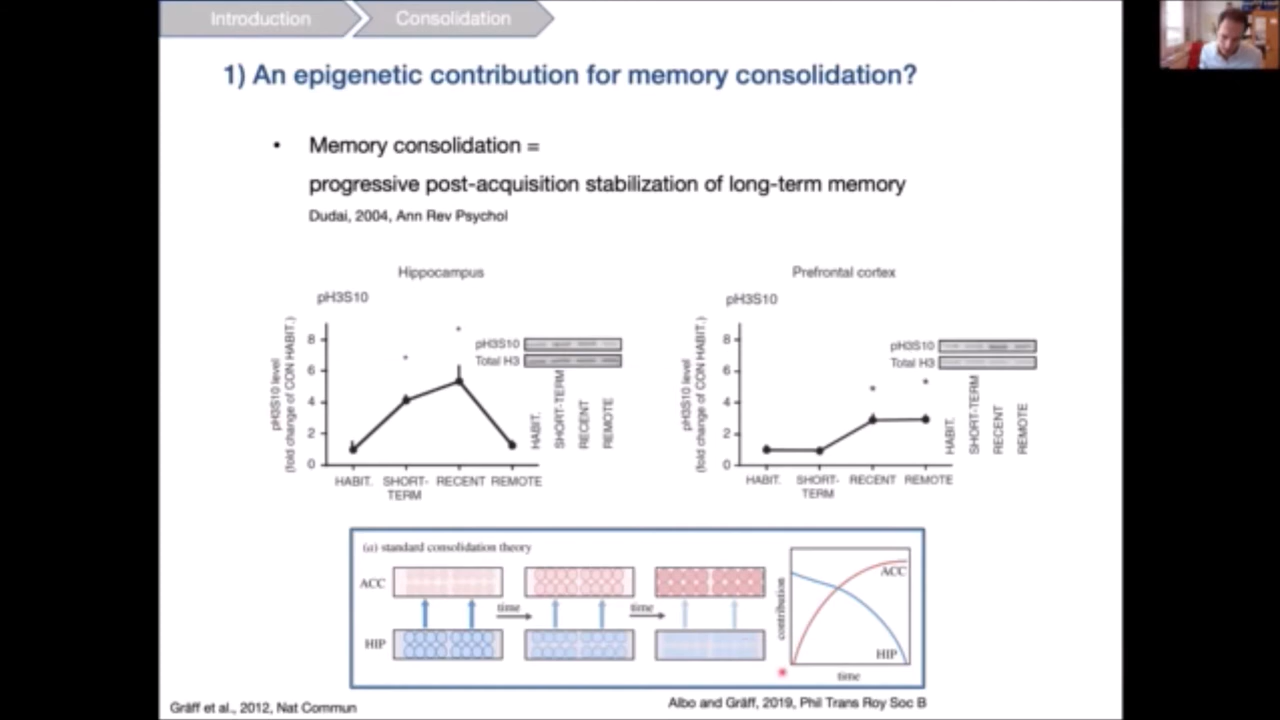 Introduction
Consolidation
1) An epigenetic contribution for memory consolidation?
• Memory consolidation =
progressive post-acquisition stabilization of long-term memory
Dudai, 2004, Ann Rev Psychol
Hippocampus
pH3S10
pH3S10 level
(fold change of CON HABIT.)
8
6
4
2
0
*
*
HABIT.
SHORT-
TERM
RECENT
REMOTE
pH3S10
Total H3
HABIT.
SHORT-TERM
RECENT
REMOTE
Prefrontal cortex
pH3S10
pH3S10 level
(fold change of CON HABIT.)
8
6
4
2
0
*
*
HABIT.
SHORT-
TERM
RECENT
REMOTE
pH3S10
Total H3
HABIT.
SHORT-TERM
RECENT
REMOTE
(a) standard consolidation theory
ACC
HIP
time
time
contribution
ACC
HIP
time
Gräff et al., 2012, Nat Commun
Albo and Gräff, 2019, Phil Trans Roy Soc B